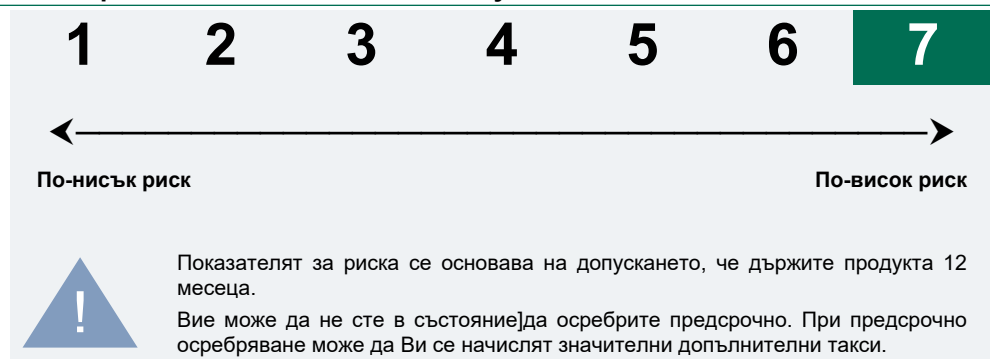 1 2 3 4 5 6 7
По-нисък риск По-висок риск
! Показателят за риска се основава на допускането, че държите продукта 12
месеца.
Вие може да не сте в състояние]да осребрите предсрочно. При предсрочно
осребряване може да Ви се начислят значителни допълнителни такси.